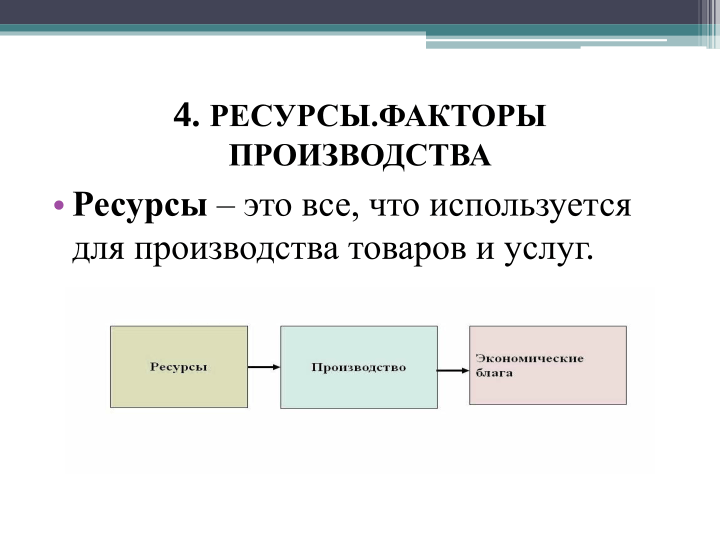 4. РЕСУРСЫ.ФАКТОРЫ
ПРОИЗВОДСТВА
• Ресурсы – это все, что используется
для производства товаров и услуг.
Ресурсы
Производство
Экономические
блага